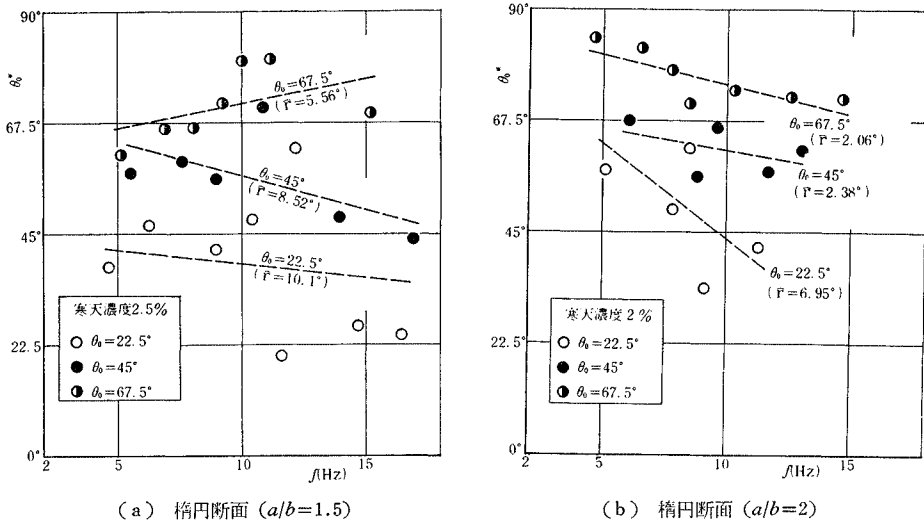 90°
67.5°
45°
22.5°
0°
θ₀*
2
5
10
15
f(Hz)
θ₀=67.5°
(r̄=5.56°)
θ₀=45°
(r̄=8.52°)
θ₀=22.5°
(r̄=10.1°)
寒天濃度2.5%
θ₀=22.5°
θ₀=45°
θ₀=67.5°
(a) 楕円断面 (a/b=1.5)
90°
67.5°
45°
22.5°
0°
θ₀*
2
5
10
15
f(Hz)
θ₀=67.5°
(r̄=2.06°)
θ₀=45°
(r̄=2.38°)
θ₀=22.5°
(r̄=6.95°)
寒天濃度2%
θ₀=22.5°
θ₀=45°
θ₀=67.5°
(b) 楕円断面 (a/b=2)